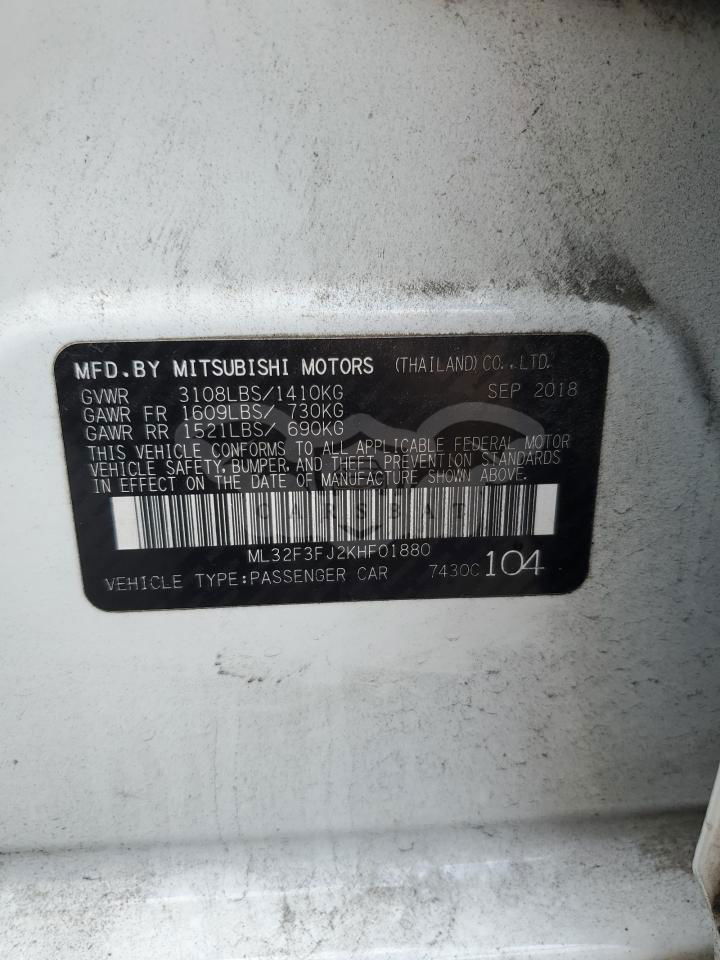 MFD.BY MITSUBISHI MOTORS (THAILAND) CO.,LTD.
GVWR 3108LBS/1410KG SEP 2018
GAWR FR 1609LBS/ 730KG
GAWR RR 1521LBS/ 690KG
THIS VEHICLE CONFORMS TO ALL APPLICABLE FEDERAL MOTOR
VEHICLE SAFETY, BUMPER, AND THEFT PREVENTION STANDARDS
IN EFFECT ON THE DATE OF MANUFACTURE SHOWN ABOVE.
CARSBAT
ML32F3FJ2KHF01880
VEHICLE TYPE:PASSENGER CAR 7430C 104